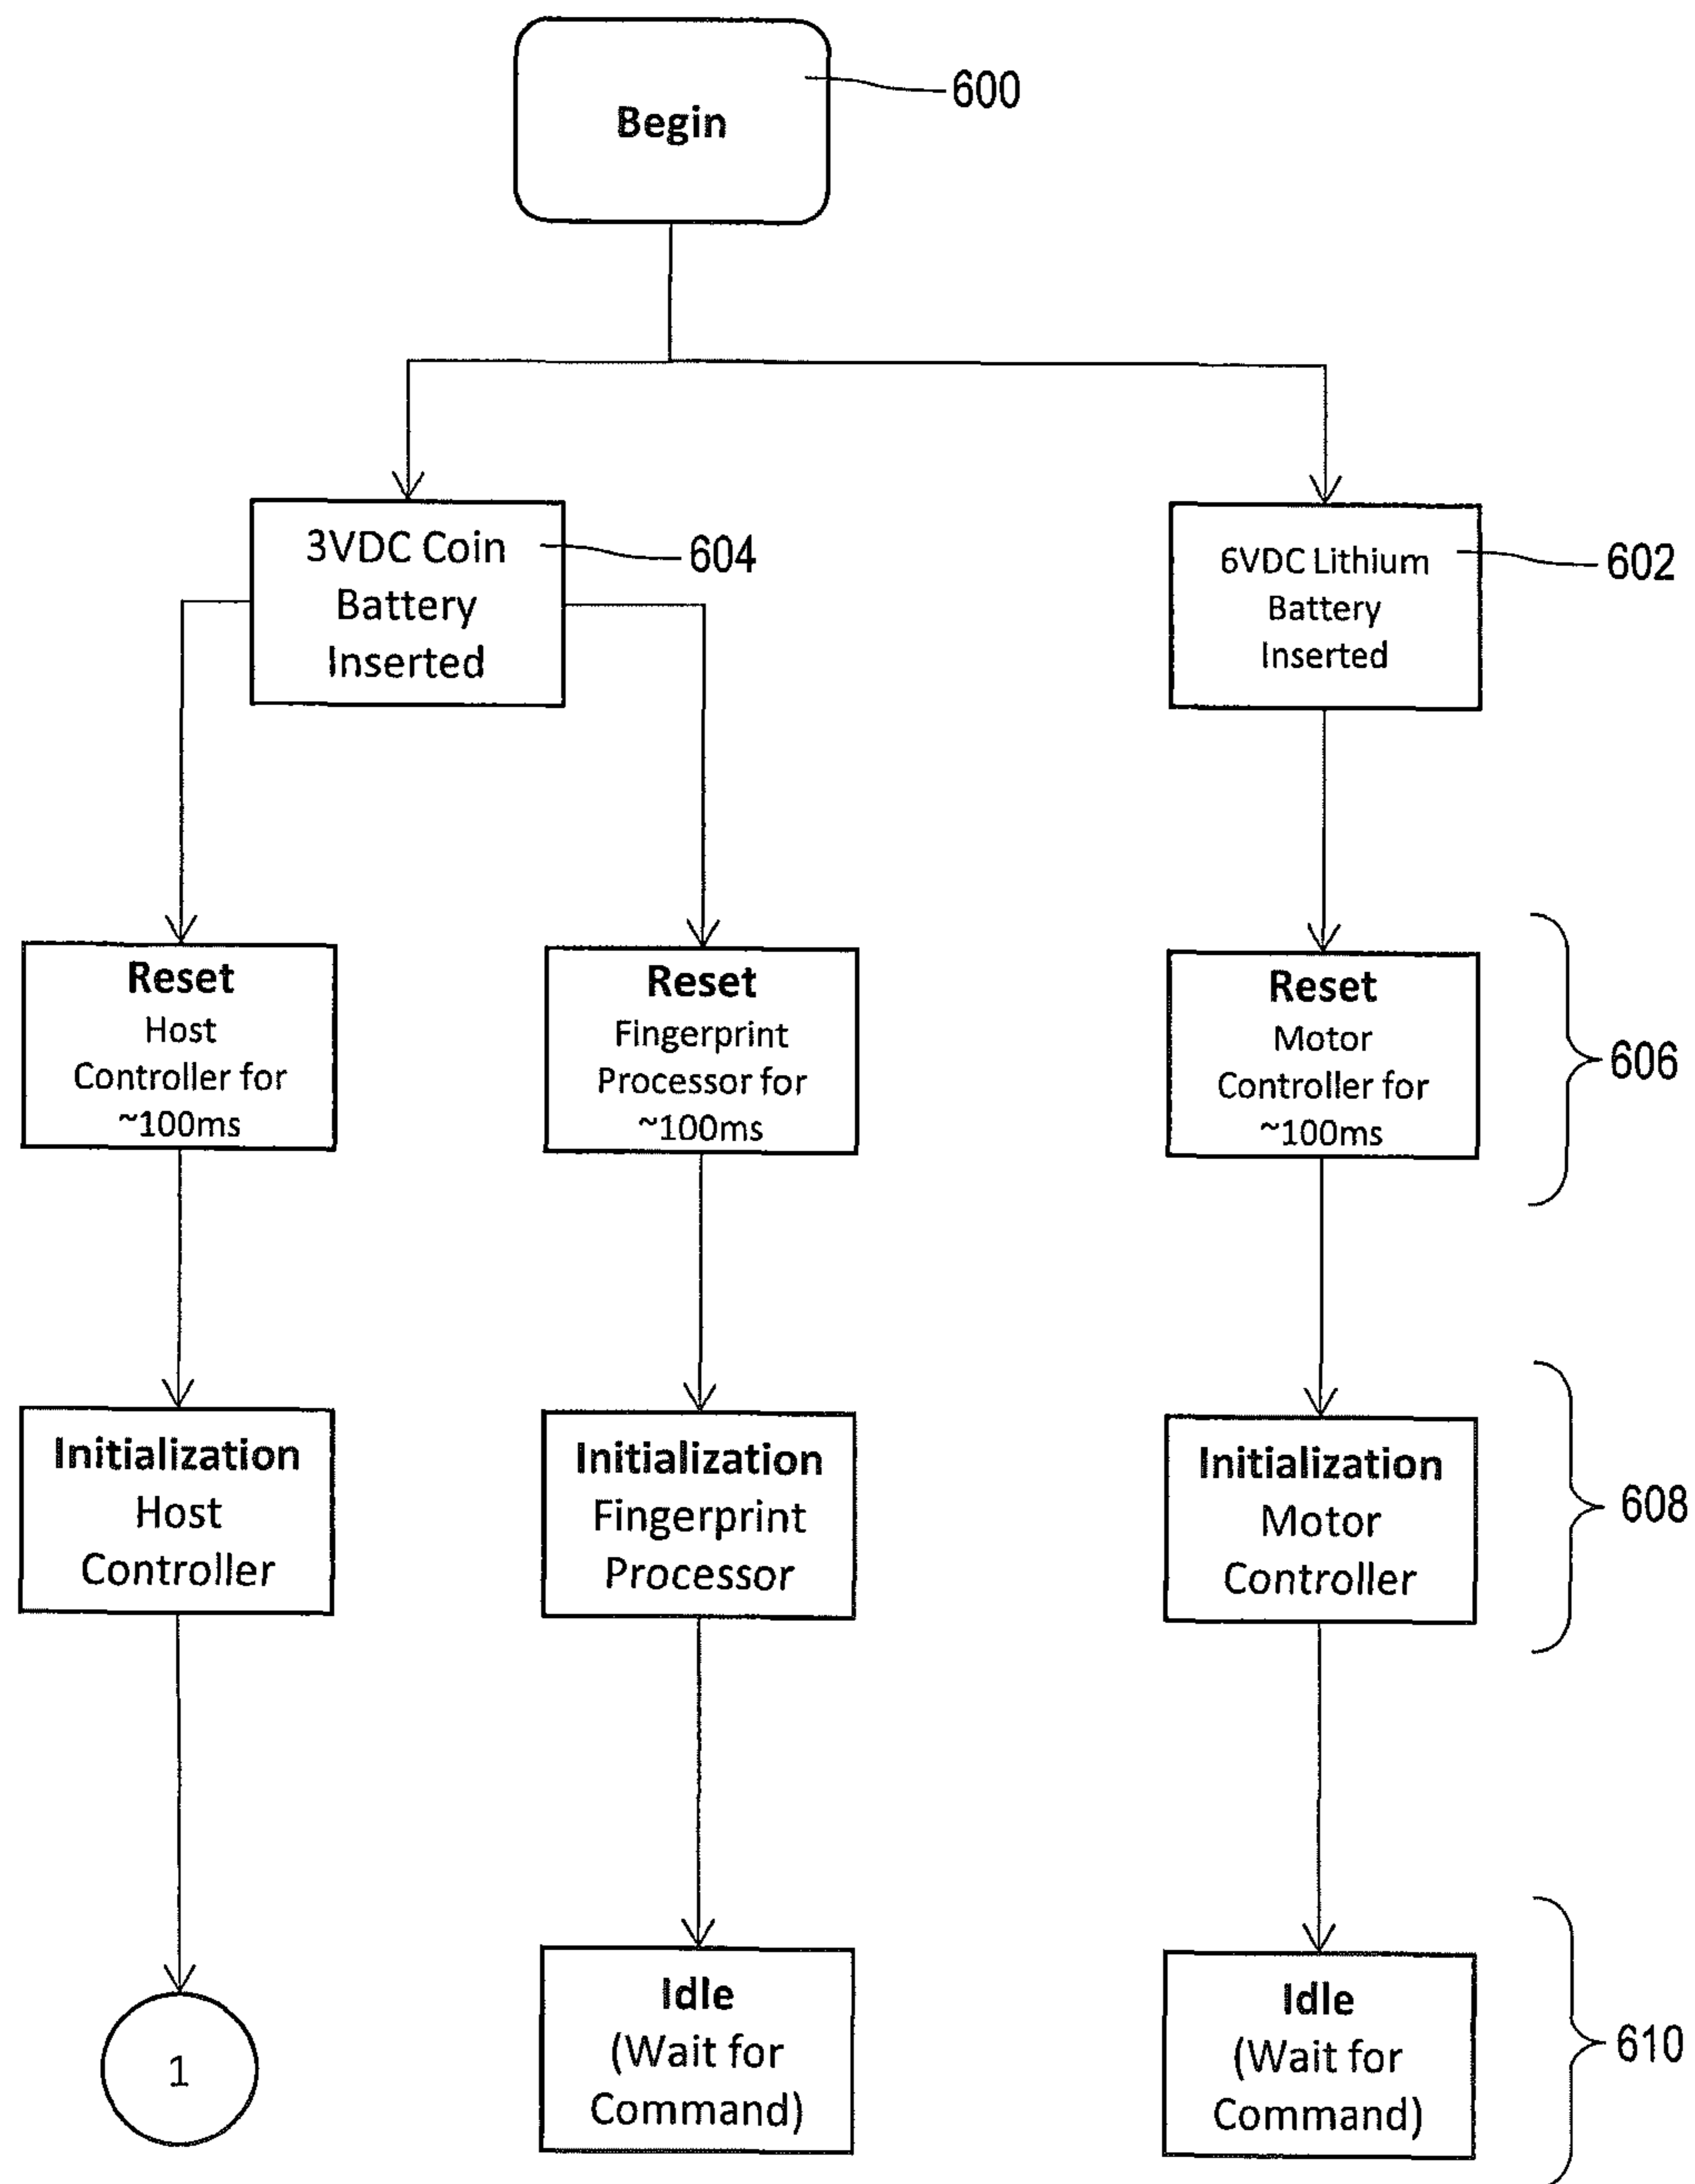 Begin
600
3VDC Coin
Battery
Inserted
604
6VDC Lithium
Battery
Inserted
602
Reset
Host
Controller for
~100ms
Reset
Fingerprint
Processor for
~100ms
Reset
Motor
Controller for
~100ms
606
Initialization
Host
Controller
Initialization
Fingerprint
Processor
Initialization
Motor
Controller
608
1
Idle
(Wait for
Command)
Idle
(Wait for
Command)
610